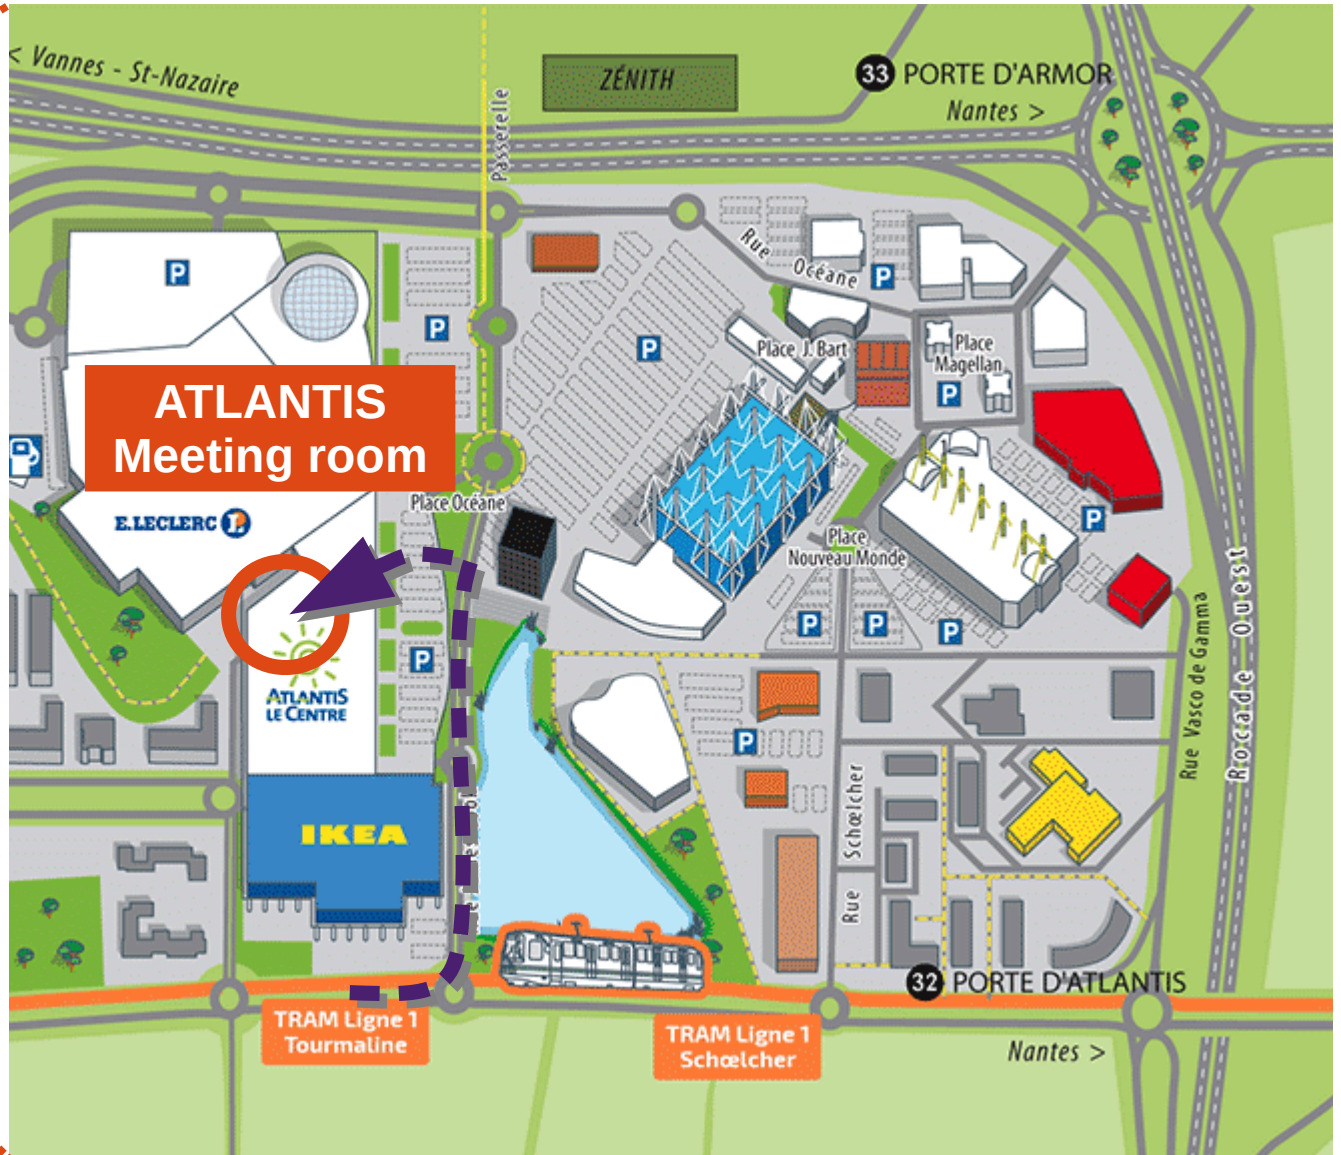 < Vannes - St-Nazaire
ZÉNITH
33 PORTE D'ARMOR
Nantes >
Passerelle
P
Rue Océane
P
P
P
Place J. Bart
Place
Magellan
P
ATLANTIS
Meeting room
Place Océane
E.LECLERC
P
Place
Nouveau Monde
P
P
P
P
ATLANTIS
LE CENTRE
P
Rue Vasco de Gamma
Rocade Ouest
IKEA
Rue Schœlcher
32 PORTE D'ATLANTIS
TRAM Ligne 1
Tourmaline
TRAM Ligne 1
Schœlcher
Nantes >